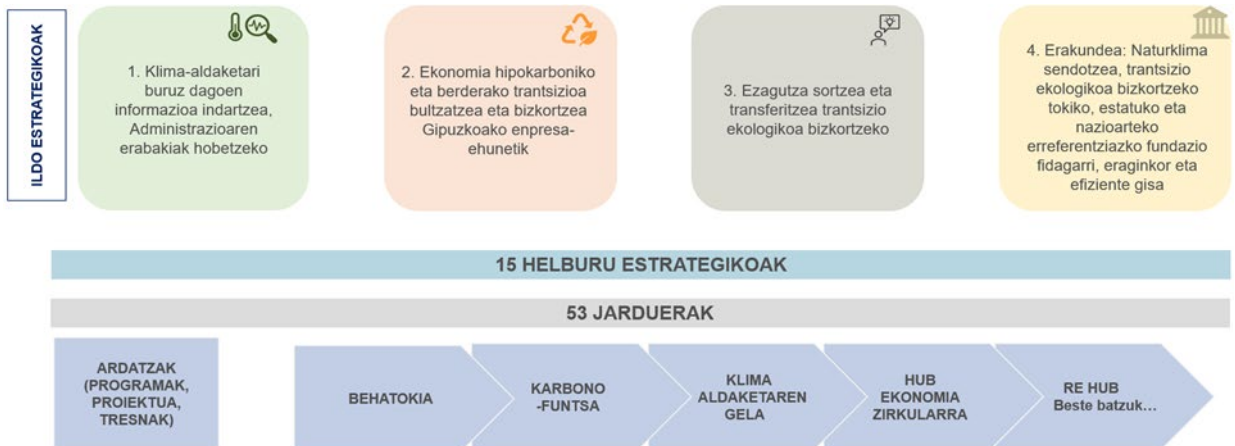 ILDO ESTRATEGIKOAK
1. Klima-aldaketari
buruz dagoen
informazioa indartzea,
Administrazioaren
erabakiak hobetzeko
2. Ekonomia hipokarboniko
eta berderako trantsizioa
bultzatzea eta bizkortzea
Gipuzkoako enpresa-
ehunetik
3. Ezagutza sortzea eta
transferitzea trantsizio
ekologikoa bizkortzeko
4. Erakundea: Naturklima
sendotzea, trantsizio
ekologikoa bizkortzeko
tokiko, estatuko eta
nazioarteko
erreferentziazko fundazio
fidagarri, eraginkor eta
efiziente gisa
15 HELBURU ESTRATEGIKOAK
53 JARDUERAK
ARDATZAK
(PROGRAMAK,
PROIEKTUA,
TRESNAK)
BEHATOKIA
KARBONO
-FUNTSA
KLIMA
ALDAKETAREN
GELA
HUB
EKONOMIA
ZIRKULARRA
RE HUB
Beste batzuk…